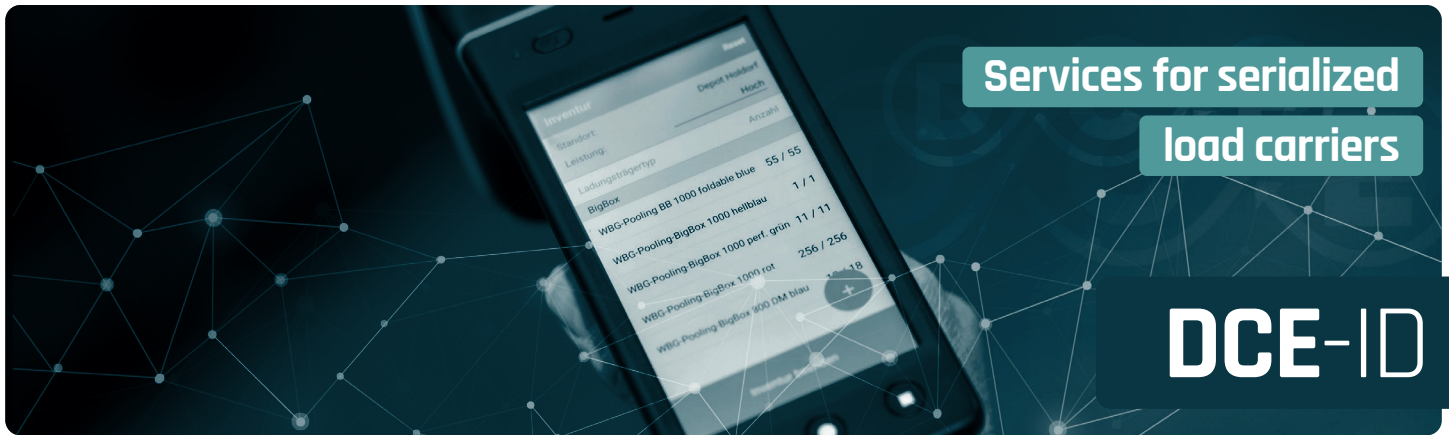 Services for serialized
load carriers
DCE-ID
Inventur
Reset
Standort:
Depot Holdorf
Leistung:
Hoch
Ladungsträgertyp
Anzahl
BigBox
WBG-Pooling BB 1000 foldable blue 55 / 55
WBG-Pooling-BigBox 1000 hellblau 1 / 1
WBG-Pooling-BigBox 1000 perf. grün 11 / 11
WBG-Pooling-BigBox 1000 rot 256 / 256
WBG-Pooling BigBox 300 DM blau
+